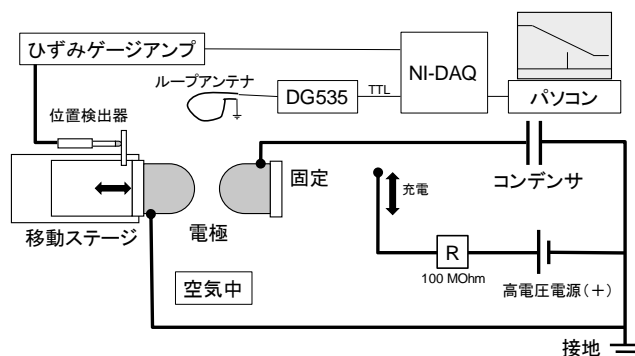 ひずみゲージアンプ
ループアンテナ
DG535
TTL
NI-DAQ
パソコン
位置検出器
固定
充電
コンデンサ
移動ステージ
電極
R
100 MOhm
高電圧電源(+)
空気中
接地